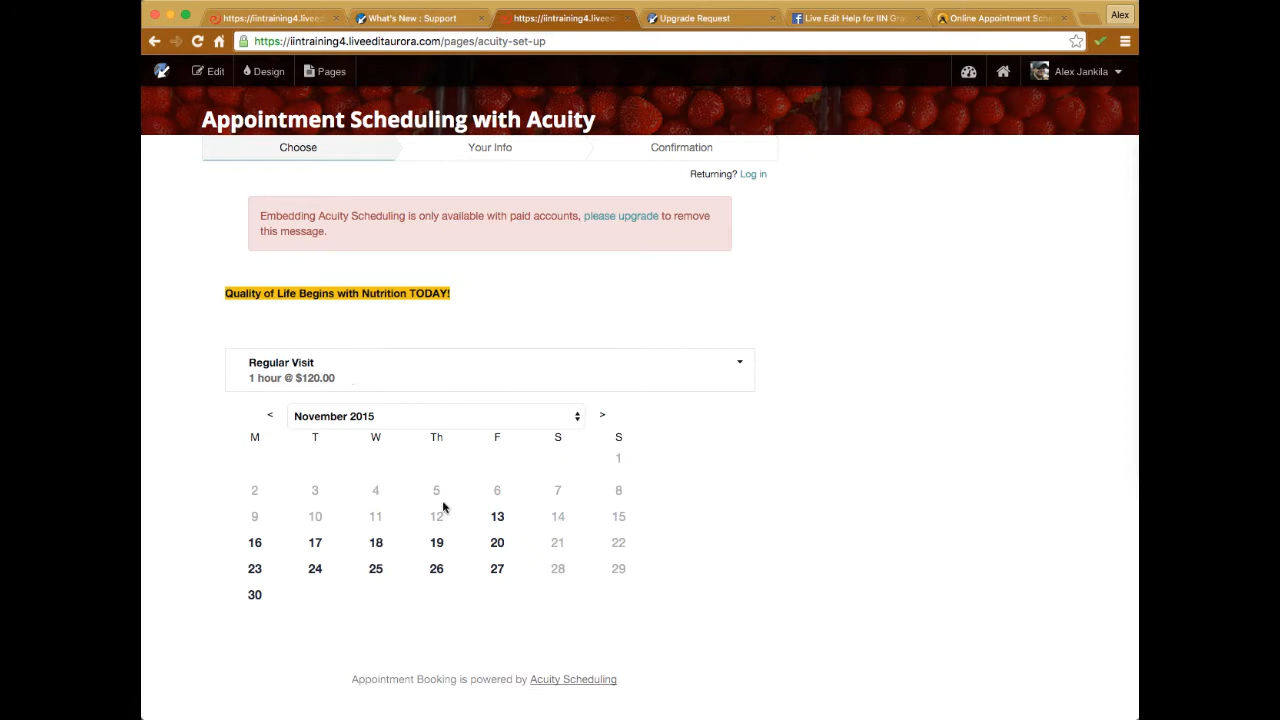 https://iintraining4.liveedi
What's New : Support
https://iintraining4.liveedi
Upgrade Request
Live Edit Help for IIN Gra
Online Appointment Sche
Alex
https://iintraining4.liveeditaurora.com/pages/acuity-set-up
Edit Design Pages Alex Jankila
Appointment Scheduling with Acuity
Choose Your Info Confirmation
Returning? Log in
Embedding Acuity Scheduling is only available with paid accounts, please upgrade to remove
this message.
Quality of Life Begins with Nutrition TODAY!
Regular Visit
1 hour @ $120.00
< November 2015 >
M T W Th F S S
1
2 3 4 5 6 7 8
9 10 11 12 13 14 15
16 17 18 19 20 21 22
23 24 25 26 27 28 29
30
Appointment Booking is powered by Acuity Scheduling